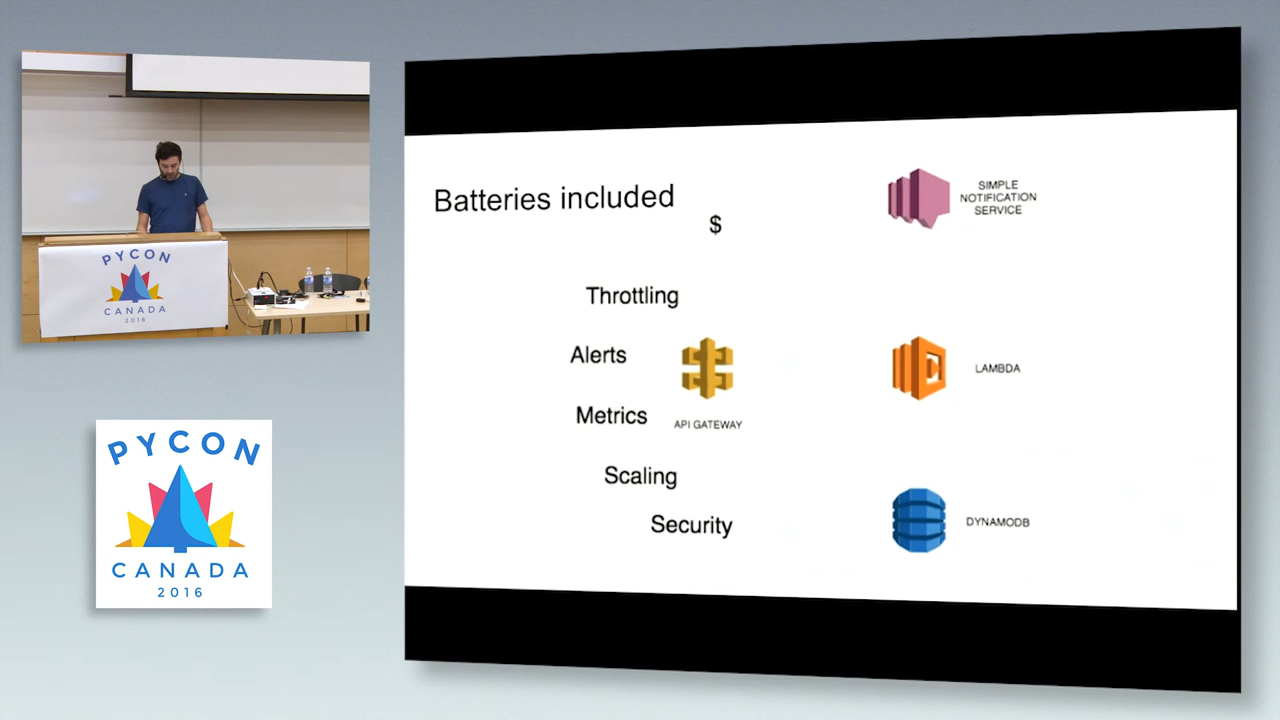 PYCON
CANADA
2016
PYCON
CANADA
2016
Batteries included
$
Throttling
Alerts
Metrics
Scaling
Security
API GATEWAY
SIMPLE
NOTIFICATION
SERVICE
LAMBDA
DYNAMODB